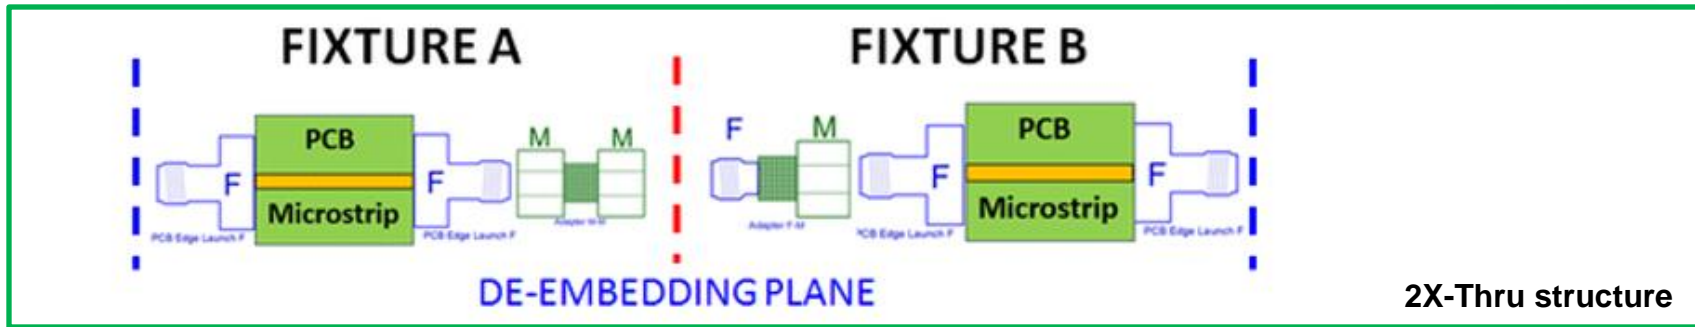 FIXTURE A
FIXTURE B
PCB
Microstrip
F
F
M
M
PCB Edge Launch F
PCB Edge Launch F
Adapter M-M
F
M
F
PCB
Microstrip
F
Adapter F-M
PCB Edge Launch F
PCB Edge Launch F
DE-EMBEDDING PLANE
2X-Thru structure